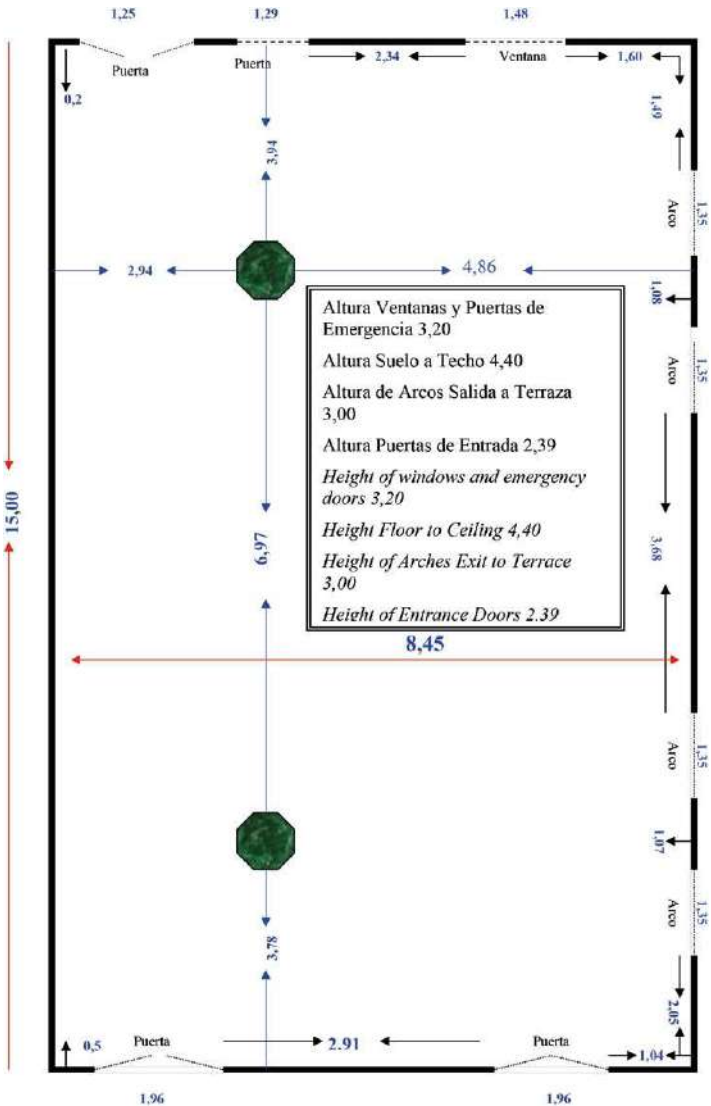 1,25 1,29 1,48
Puerta Puerta 2,34 Ventana 1,60
0,2 1,49
3,94
Arco 1,35
2,94 4,86
1,08
Altura Ventanas y Puertas de
Emergencia 3,20
Altura Suelo a Techo 4,40
Altura de Arcos Salida a Terraza
3,00
Altura Puertas de Entrada 2,39
Height of windows and emergency
doors 3,20
Height Floor to Ceiling 4,40
Height of Arches Exit to Terrace
3,00
Height of Entrance Doors 2.39
Arco 1,35
15,00
6,97
3,68
8,45
Arco 1,35
1,07
Arco 1,35
3,78
2,05
0,5 Puerta 2.91 Puerta 1,04
1,96 1,96